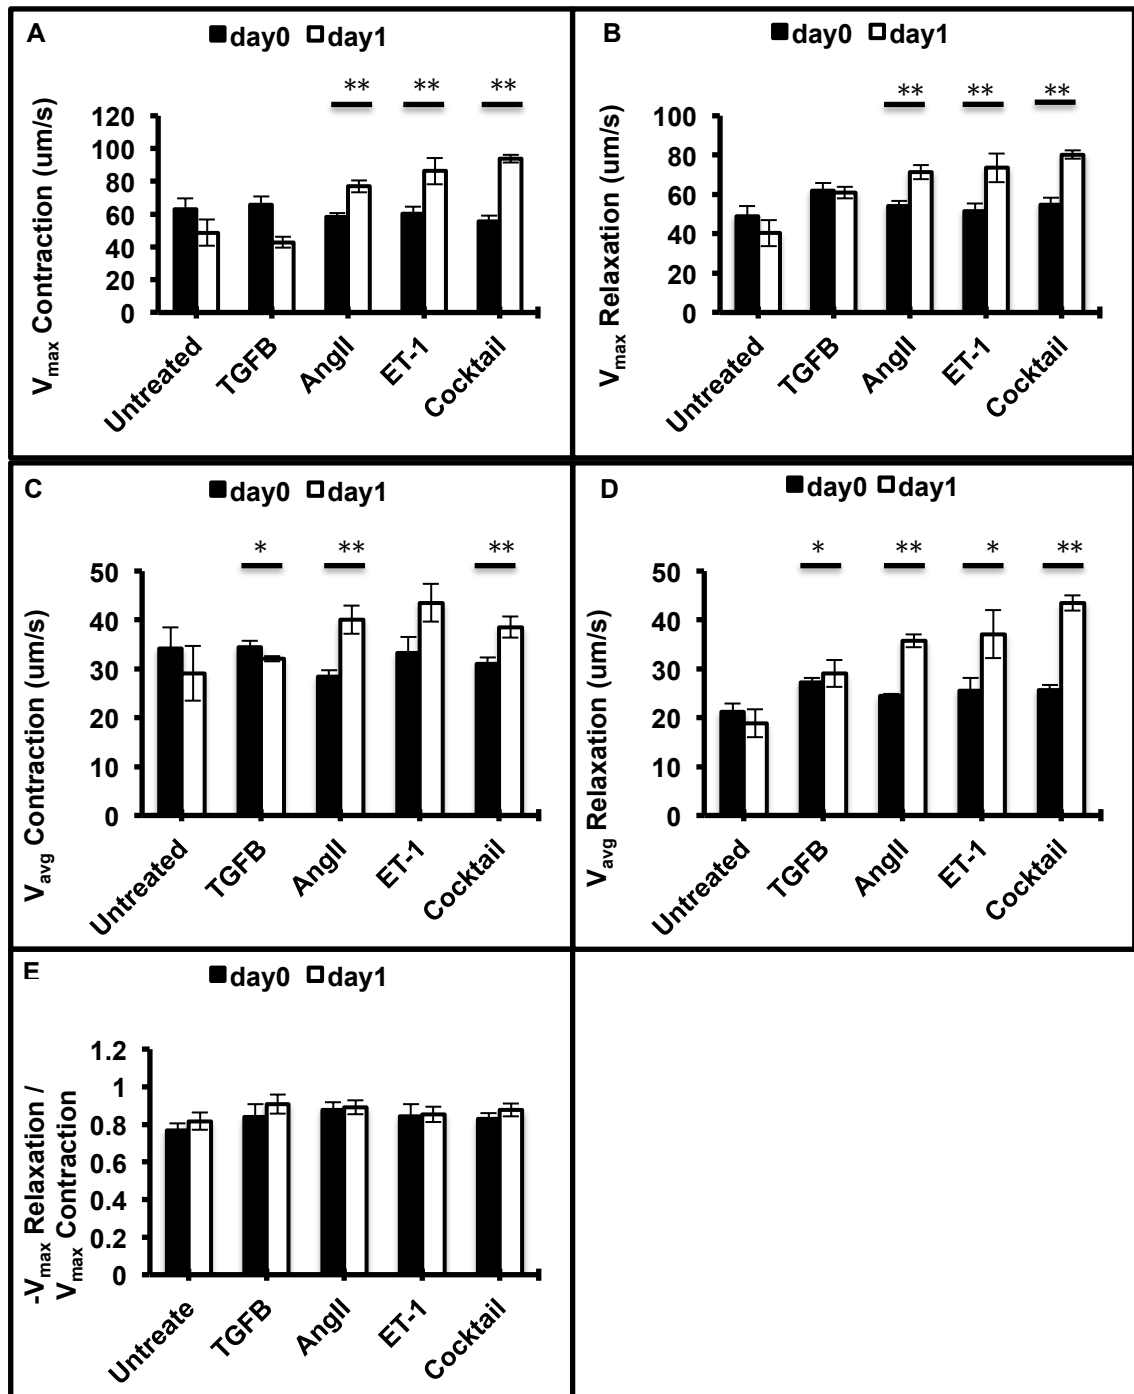 A
day0 day1
** ** **
Vmax Contraction (um/s)
120
100
80
60
40
20
0
Untreated TGFB AngII ET-1 Cocktail
B
day0 day1
** ** **
Vmax Relaxation (um/s)
100
80
60
40
20
0
Untreated TGFB AngII ET-1 Cocktail
C
day0 day1
* ** **
Vavg Contraction (um/s)
50
40
30
20
10
0
Untreated TGFB AngII ET-1 Cocktail
D
day0 day1
* ** * **
Vavg Relaxation (um/s)
50
40
30
20
10
0
Untreated TGFB AngII ET-1 Cocktail
E
day0 day1
-Vmax Relaxation /
Vmax Contraction
1.2
1
0.8
0.6
0.4
0.2
0
Untreate TGFB AngII ET-1 Cocktail